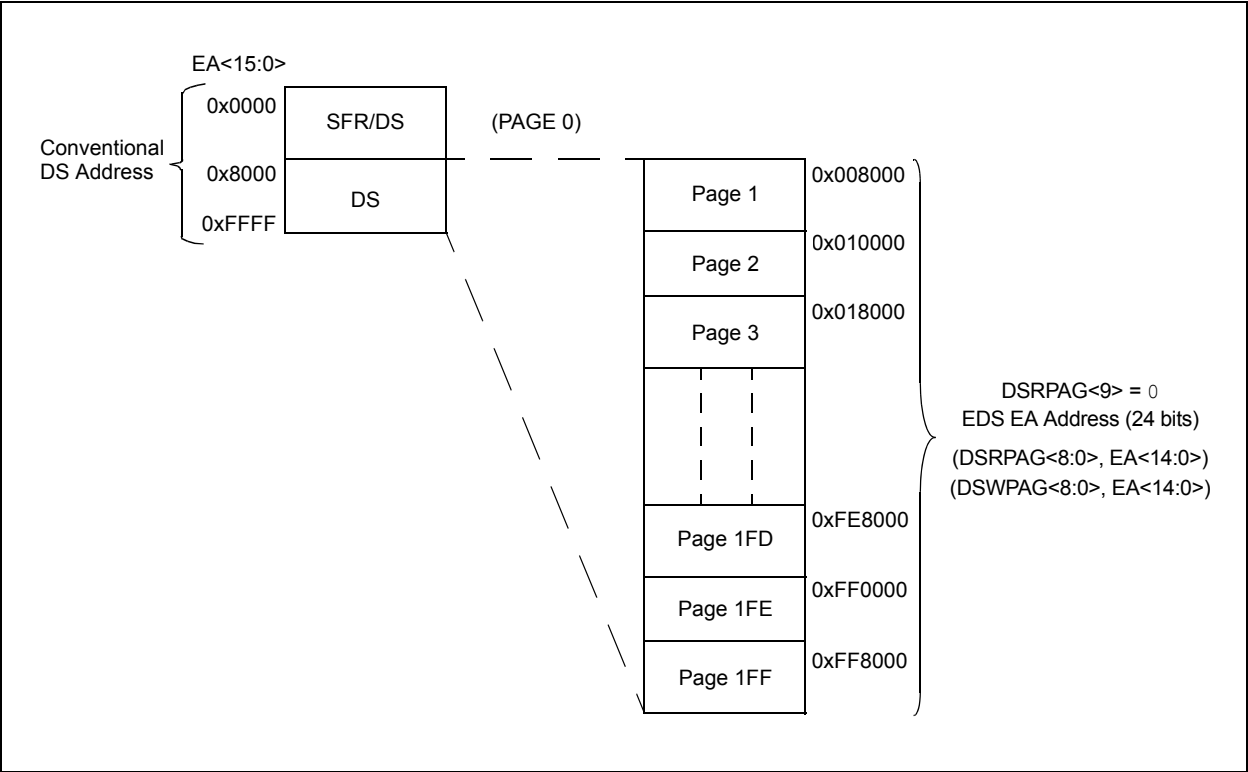 EA<15:0>
0x0000
SFR/DS
(PAGE 0)
Conventional
DS Address
0x8000
DS
0xFFFF
Page 1
0x008000
Page 2
0x010000
Page 3
0x018000
DSRPAG<9> = 0
EDS EA Address (24 bits)
(DSRPAG<8:0>, EA<14:0>)
(DSWPAG<8:0>, EA<14:0>)
Page 1FD
0xFE8000
Page 1FE
0xFF0000
Page 1FF
0xFF8000